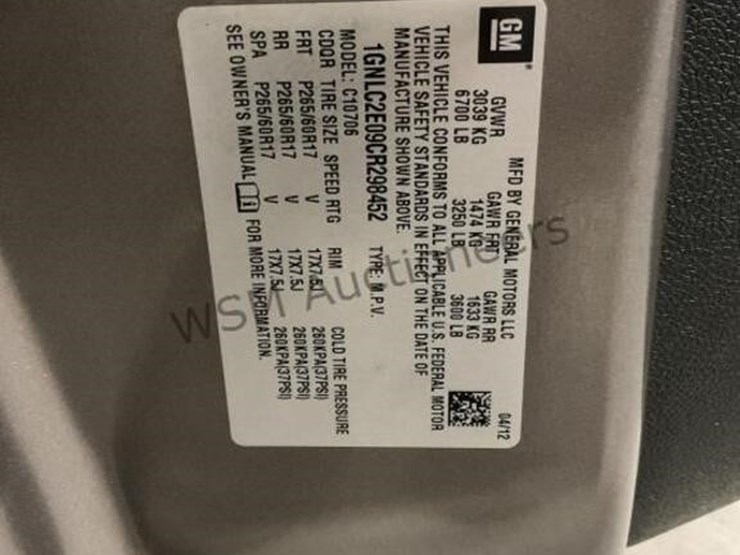 GM
MFD BY GENERAL MOTORS LLC 04/12
GVWR GAWR FRT GAWR RR
3039 KG 1474 KG 1633 KG
6700 LB 3250 LB 3600 LB
THIS VEHICLE CONFORMS TO ALL APPLICABLE U.S. FEDERAL MOTOR
VEHICLE SAFETY STANDARDS IN EFFECT ON THE DATE OF
MANUFACTURE SHOWN ABOVE.
1GNLC2E09CR298452 TYPE: M.P.V.
MODEL: C10706
CDQR TIRE SIZE SPEED RTG RIM COLD TIRE PRESSURE
FRT P265/60R17 V 17X7.5J 260KPA(37PSI)
RR P265/60R17 V 17X7.5J 260KPA(37PSI)
SPA P265/60R17 V 17X7.5J 260KPA(37PSI)
SEE OWNER'S MANUAL FOR MORE INFORMATION.
WSM Auctioneers